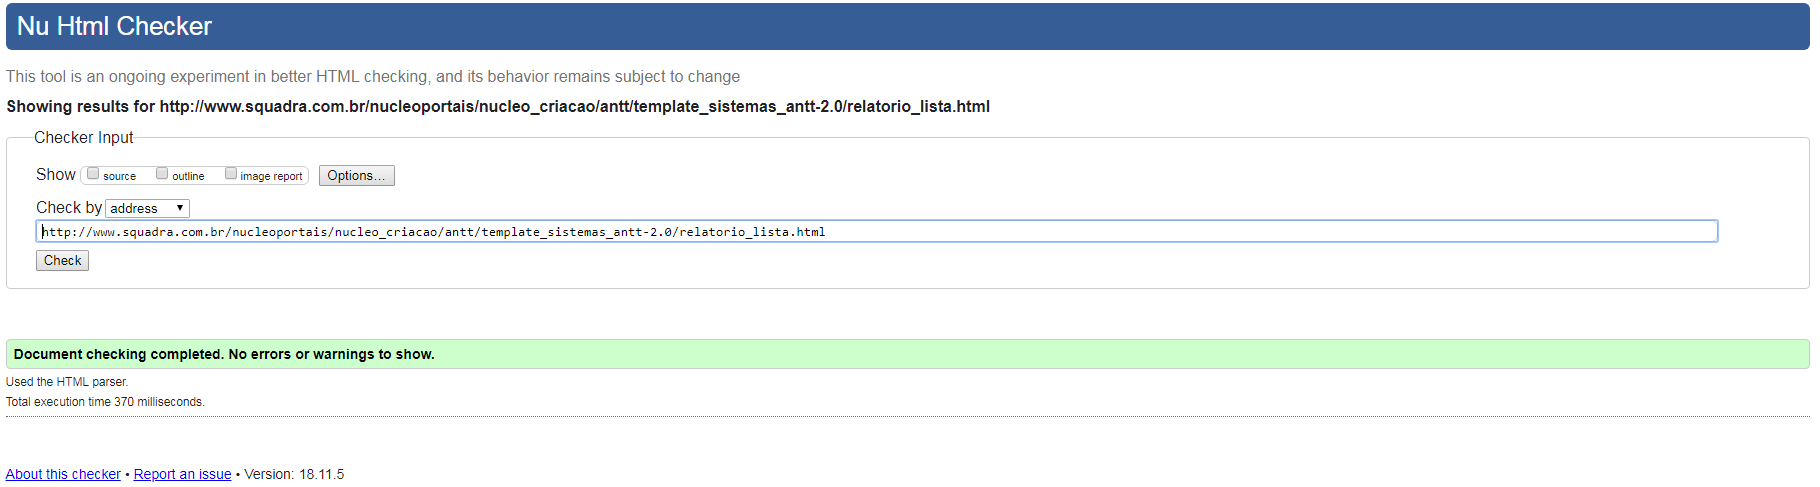 Nu Html Checker
This tool is an ongoing experiment in better HTML checking, and its behavior remains subject to change
Showing results for http://www.squadra.com.br/nucleoportais/nucleo_criacao/antt/template_sistemas_antt-2.0/relatorio_lista.html
Checker Input
Show source outline image report Options...
Check by address
http://www.squadra.com.br/nucleoportais/nucleo_criacao/antt/template_sistemas_antt-2.0/relatorio_lista.html
Check
Document checking completed. No errors or warnings to show.
Used the HTML parser.
Total execution time 370 milliseconds.
About this checker • Report an issue • Version: 18.11.5